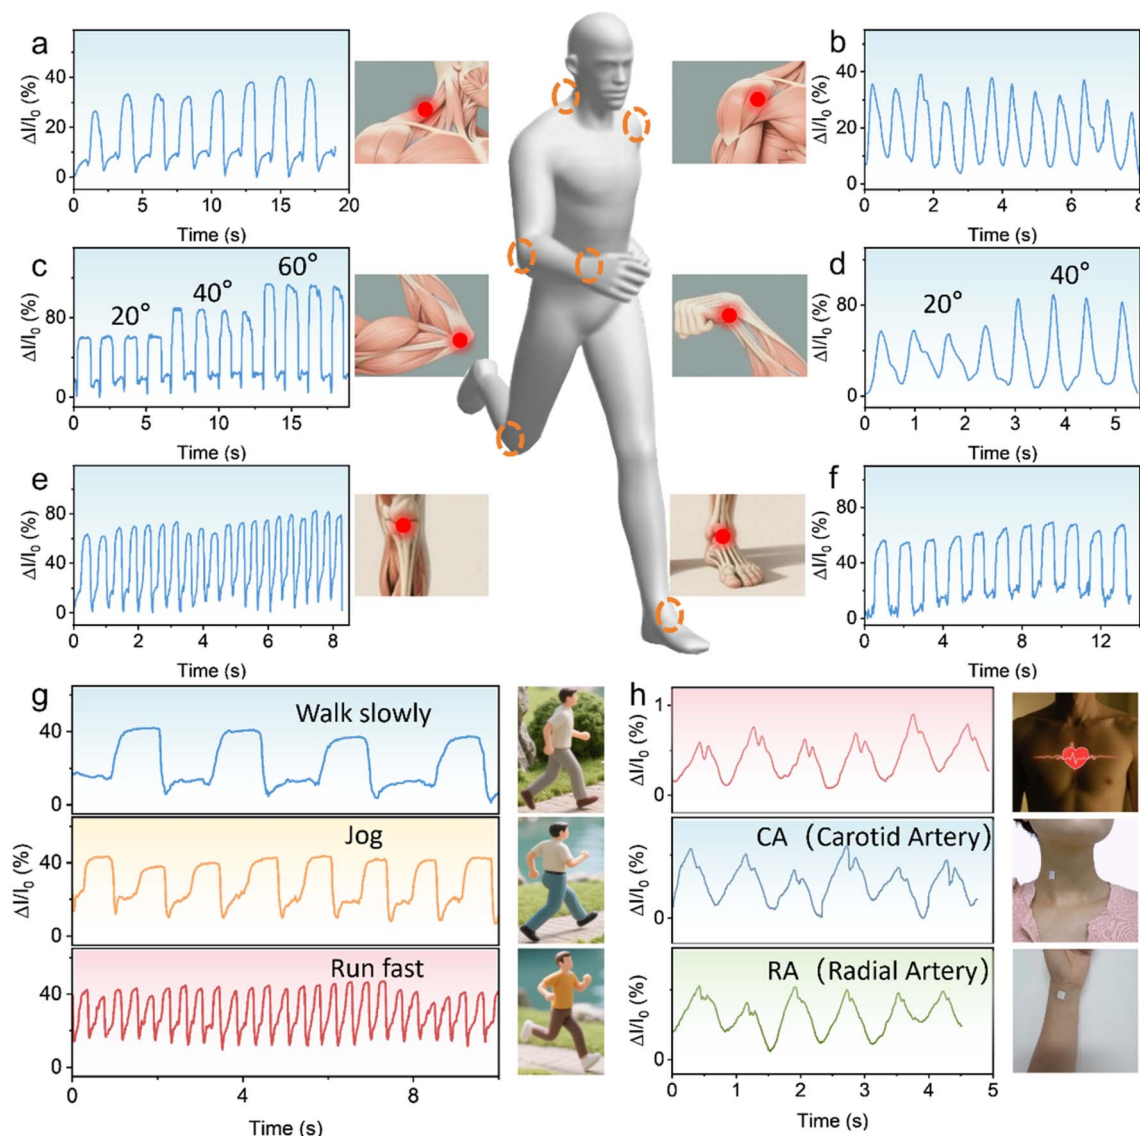 a
ΔI/I₀ (%)
40
20
0
0 5 10 15 20
Time (s)
b
ΔI/I₀ (%)
40
20
0
0 2 4 6 8
Time (s)
c
ΔI/I₀ (%)
80
0
20° 40° 60°
0 5 10 15
Time (s)
d
ΔI/I₀ (%)
80
0
20° 40°
0 1 2 3 4 5
Time (s)
e
ΔI/I₀ (%)
80
40
0
0 2 4 6 8
Time (s)
f
ΔI/I₀ (%)
80
40
0
0 4 8 12
Time (s)
g
Walk slowly
40
0
Jog
ΔI/I₀ (%)
40
0
Run fast
40
0
0 4 8
Time (s)
h
ΔI/I₀ (%)
1
0
CA（Carotid Artery）
ΔI/I₀ (%)
0
RA（Radial Artery）
ΔI/I₀ (%)
0
0 1 2 3 4 5
Time (s)